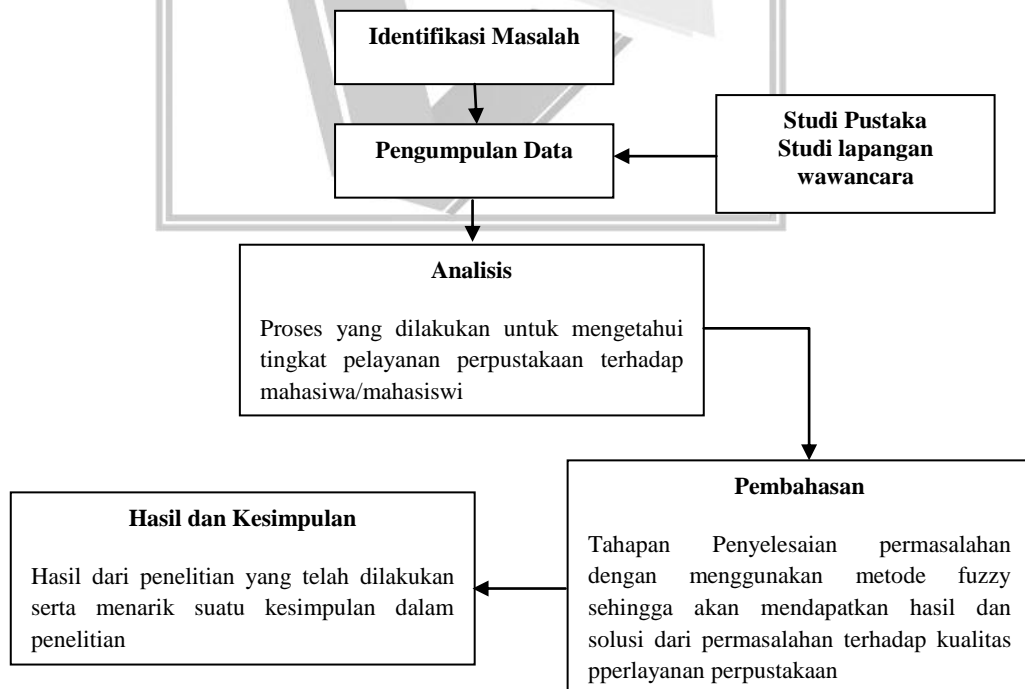 Identifikasi Masalah
Pengumpulan Data
Studi Pustaka
Studi lapangan
wawancara
Analisis
Proses yang dilakukan untuk mengetahui
tingkat pelayanan perpustakaan terhadap
mahasiwa/mahasiswi
Pembahasan
Tahapan Penyelesaian permasalahan
dengan menggunakan metode fuzzy
sehingga akan mendapatkan hasil dan
solusi dari permasalahan terhadap kualitas
pperlayanan perpustakaan
Hasil dan Kesimpulan
Hasil dari penelitian yang telah dilakukan
serta menarik suatu kesimpulan dalam
penelitian